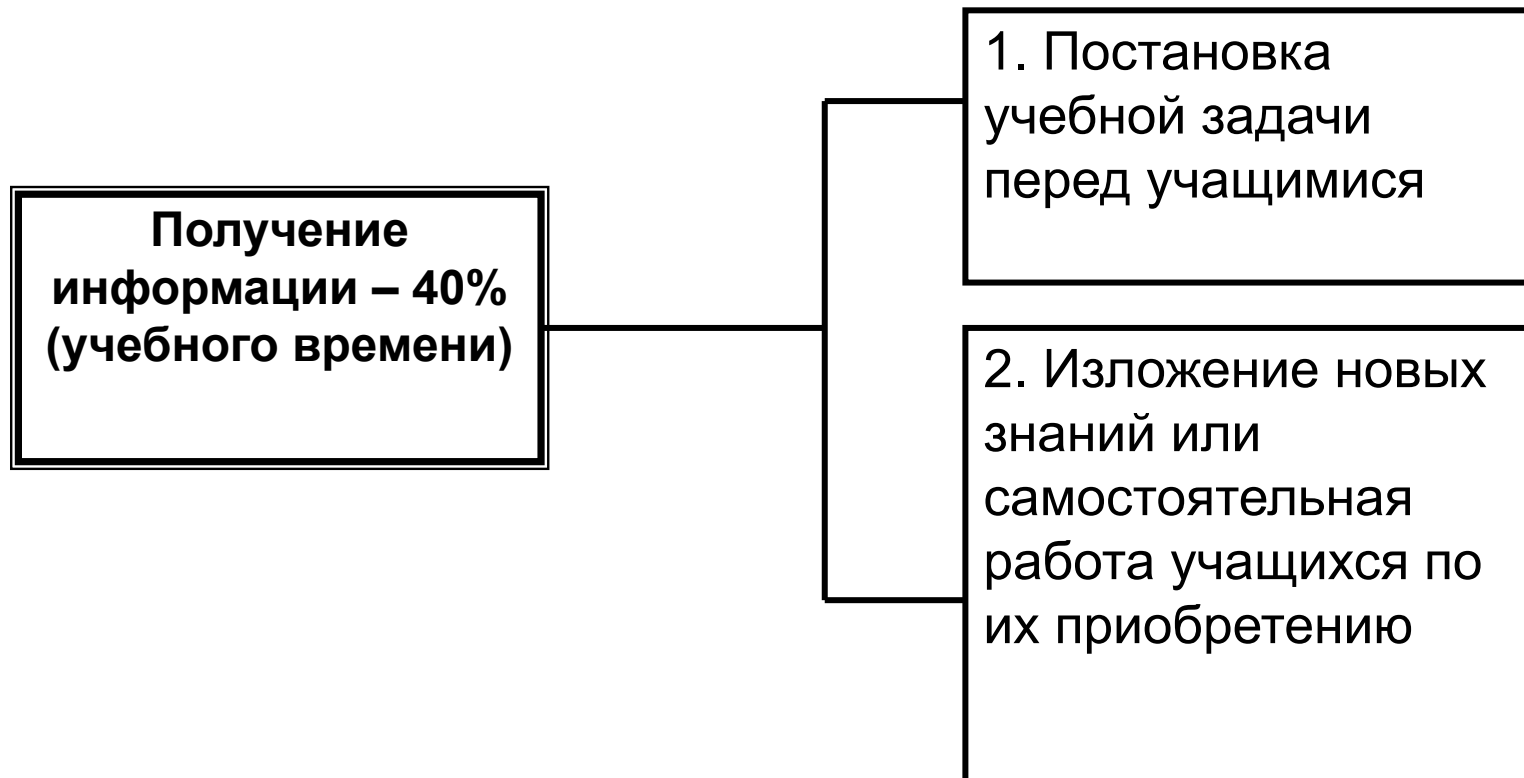 Получение
информации – 40%
(учебного времени)
1. Постановка
учебной задачи
перед учащимися
2. Изложение новых
знаний или
самостоятельная
работа учащихся по
их приобретению